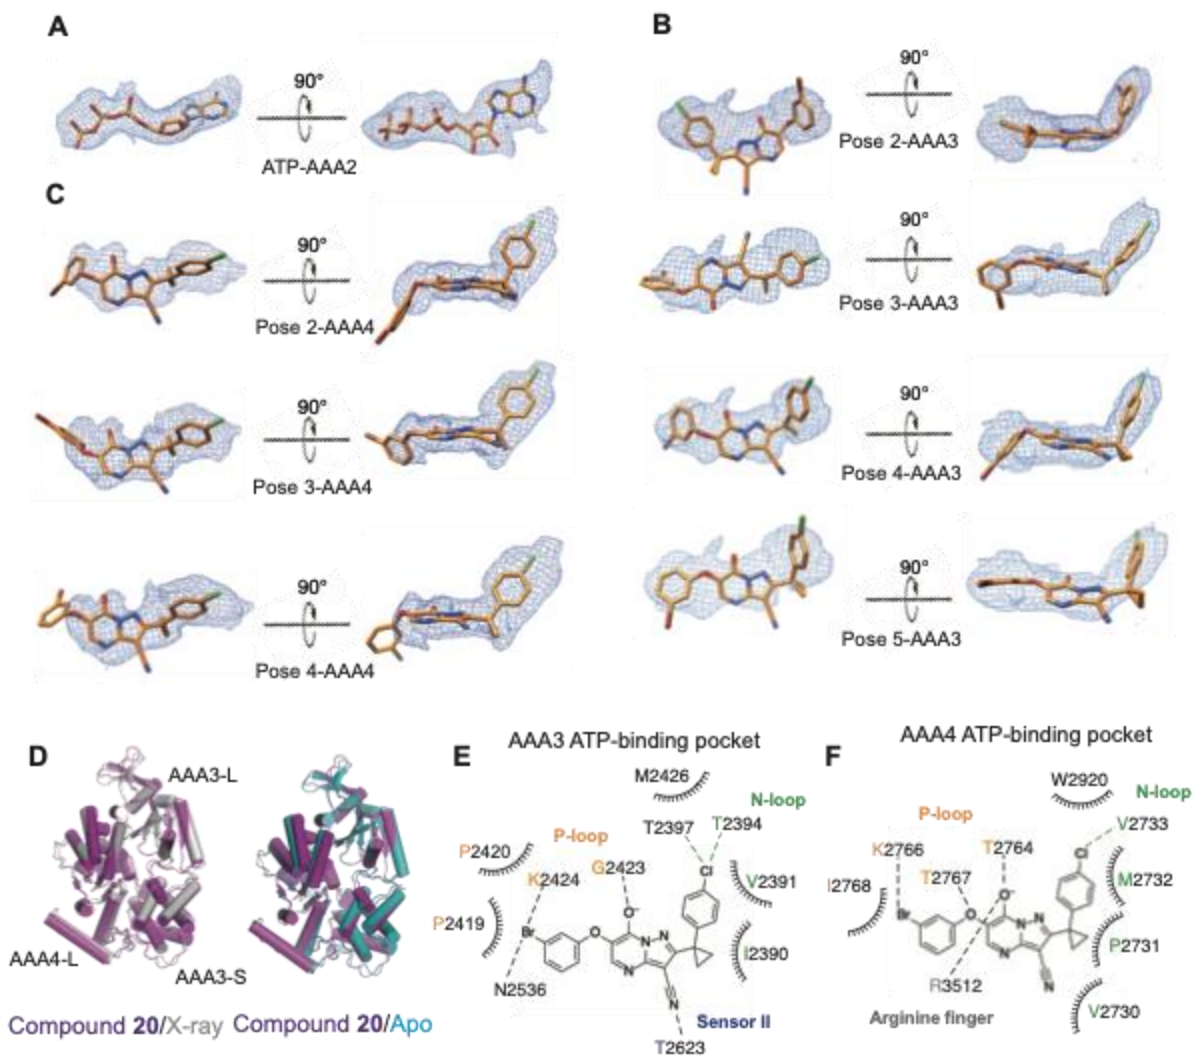 A
90°
ATP-AAA2
B
90°
Pose 2-AAA3
90°
Pose 3-AAA3
90°
Pose 4-AAA3
90°
Pose 5-AAA3
C
90°
Pose 2-AAA4
90°
Pose 3-AAA4
90°
Pose 4-AAA4
D
AAA3-L
AAA4-L
AAA3-S
Compound 20/X-ray
Compound 20/Apo
E
AAA3 ATP-binding pocket
M2426
N-loop
T2397
T2394
P-loop
P2420
G2423
K2424
Cl
V2391
P2419
O⁻
Br
O
N
N
I2390
N
N2536
N
Sensor II
T2623
F
AAA4 ATP-binding pocket
W2920
N-loop
P-loop
V2733
K2766
T2764
Cl
T2767
M2732
I2768
O⁻
Br
O
N
N
P2731
N
R3512
N
Arginine finger
V2730